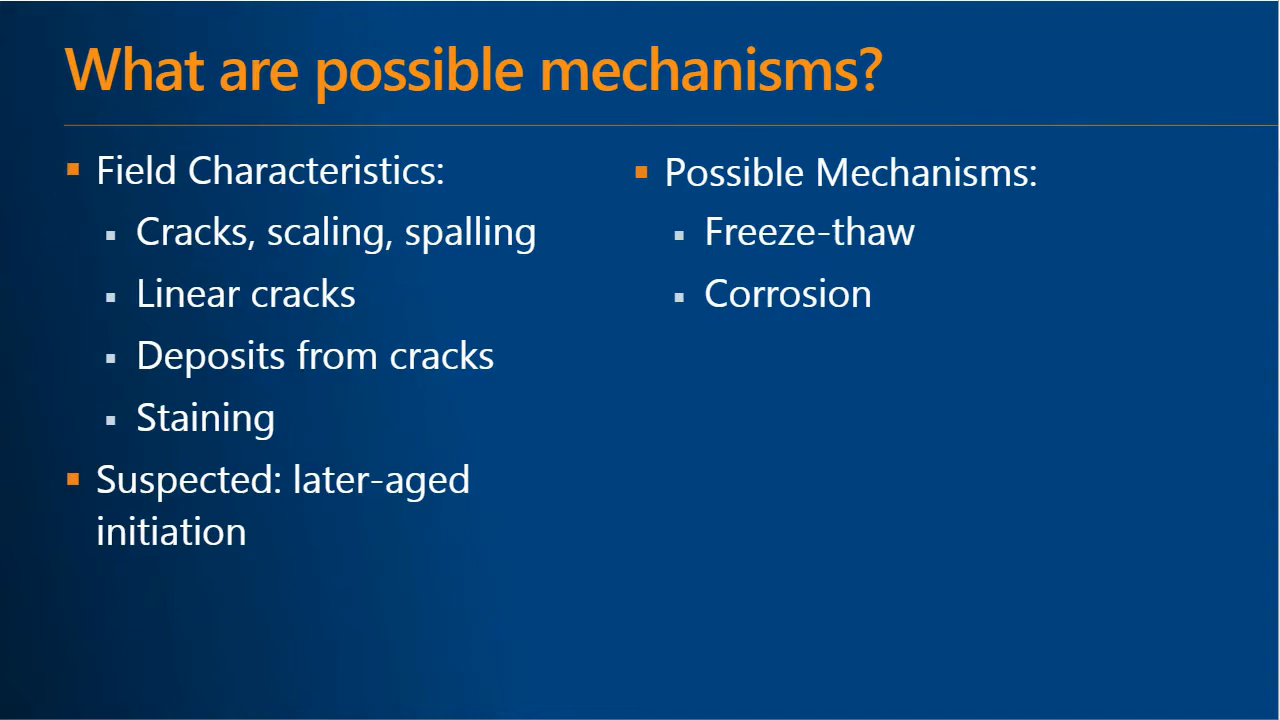 What are possible mechanisms?
Field Characteristics:
Cracks, scaling, spalling
Linear cracks
Deposits from cracks
Staining
Suspected: later-aged
initiation
Possible Mechanisms:
Freeze-thaw
Corrosion